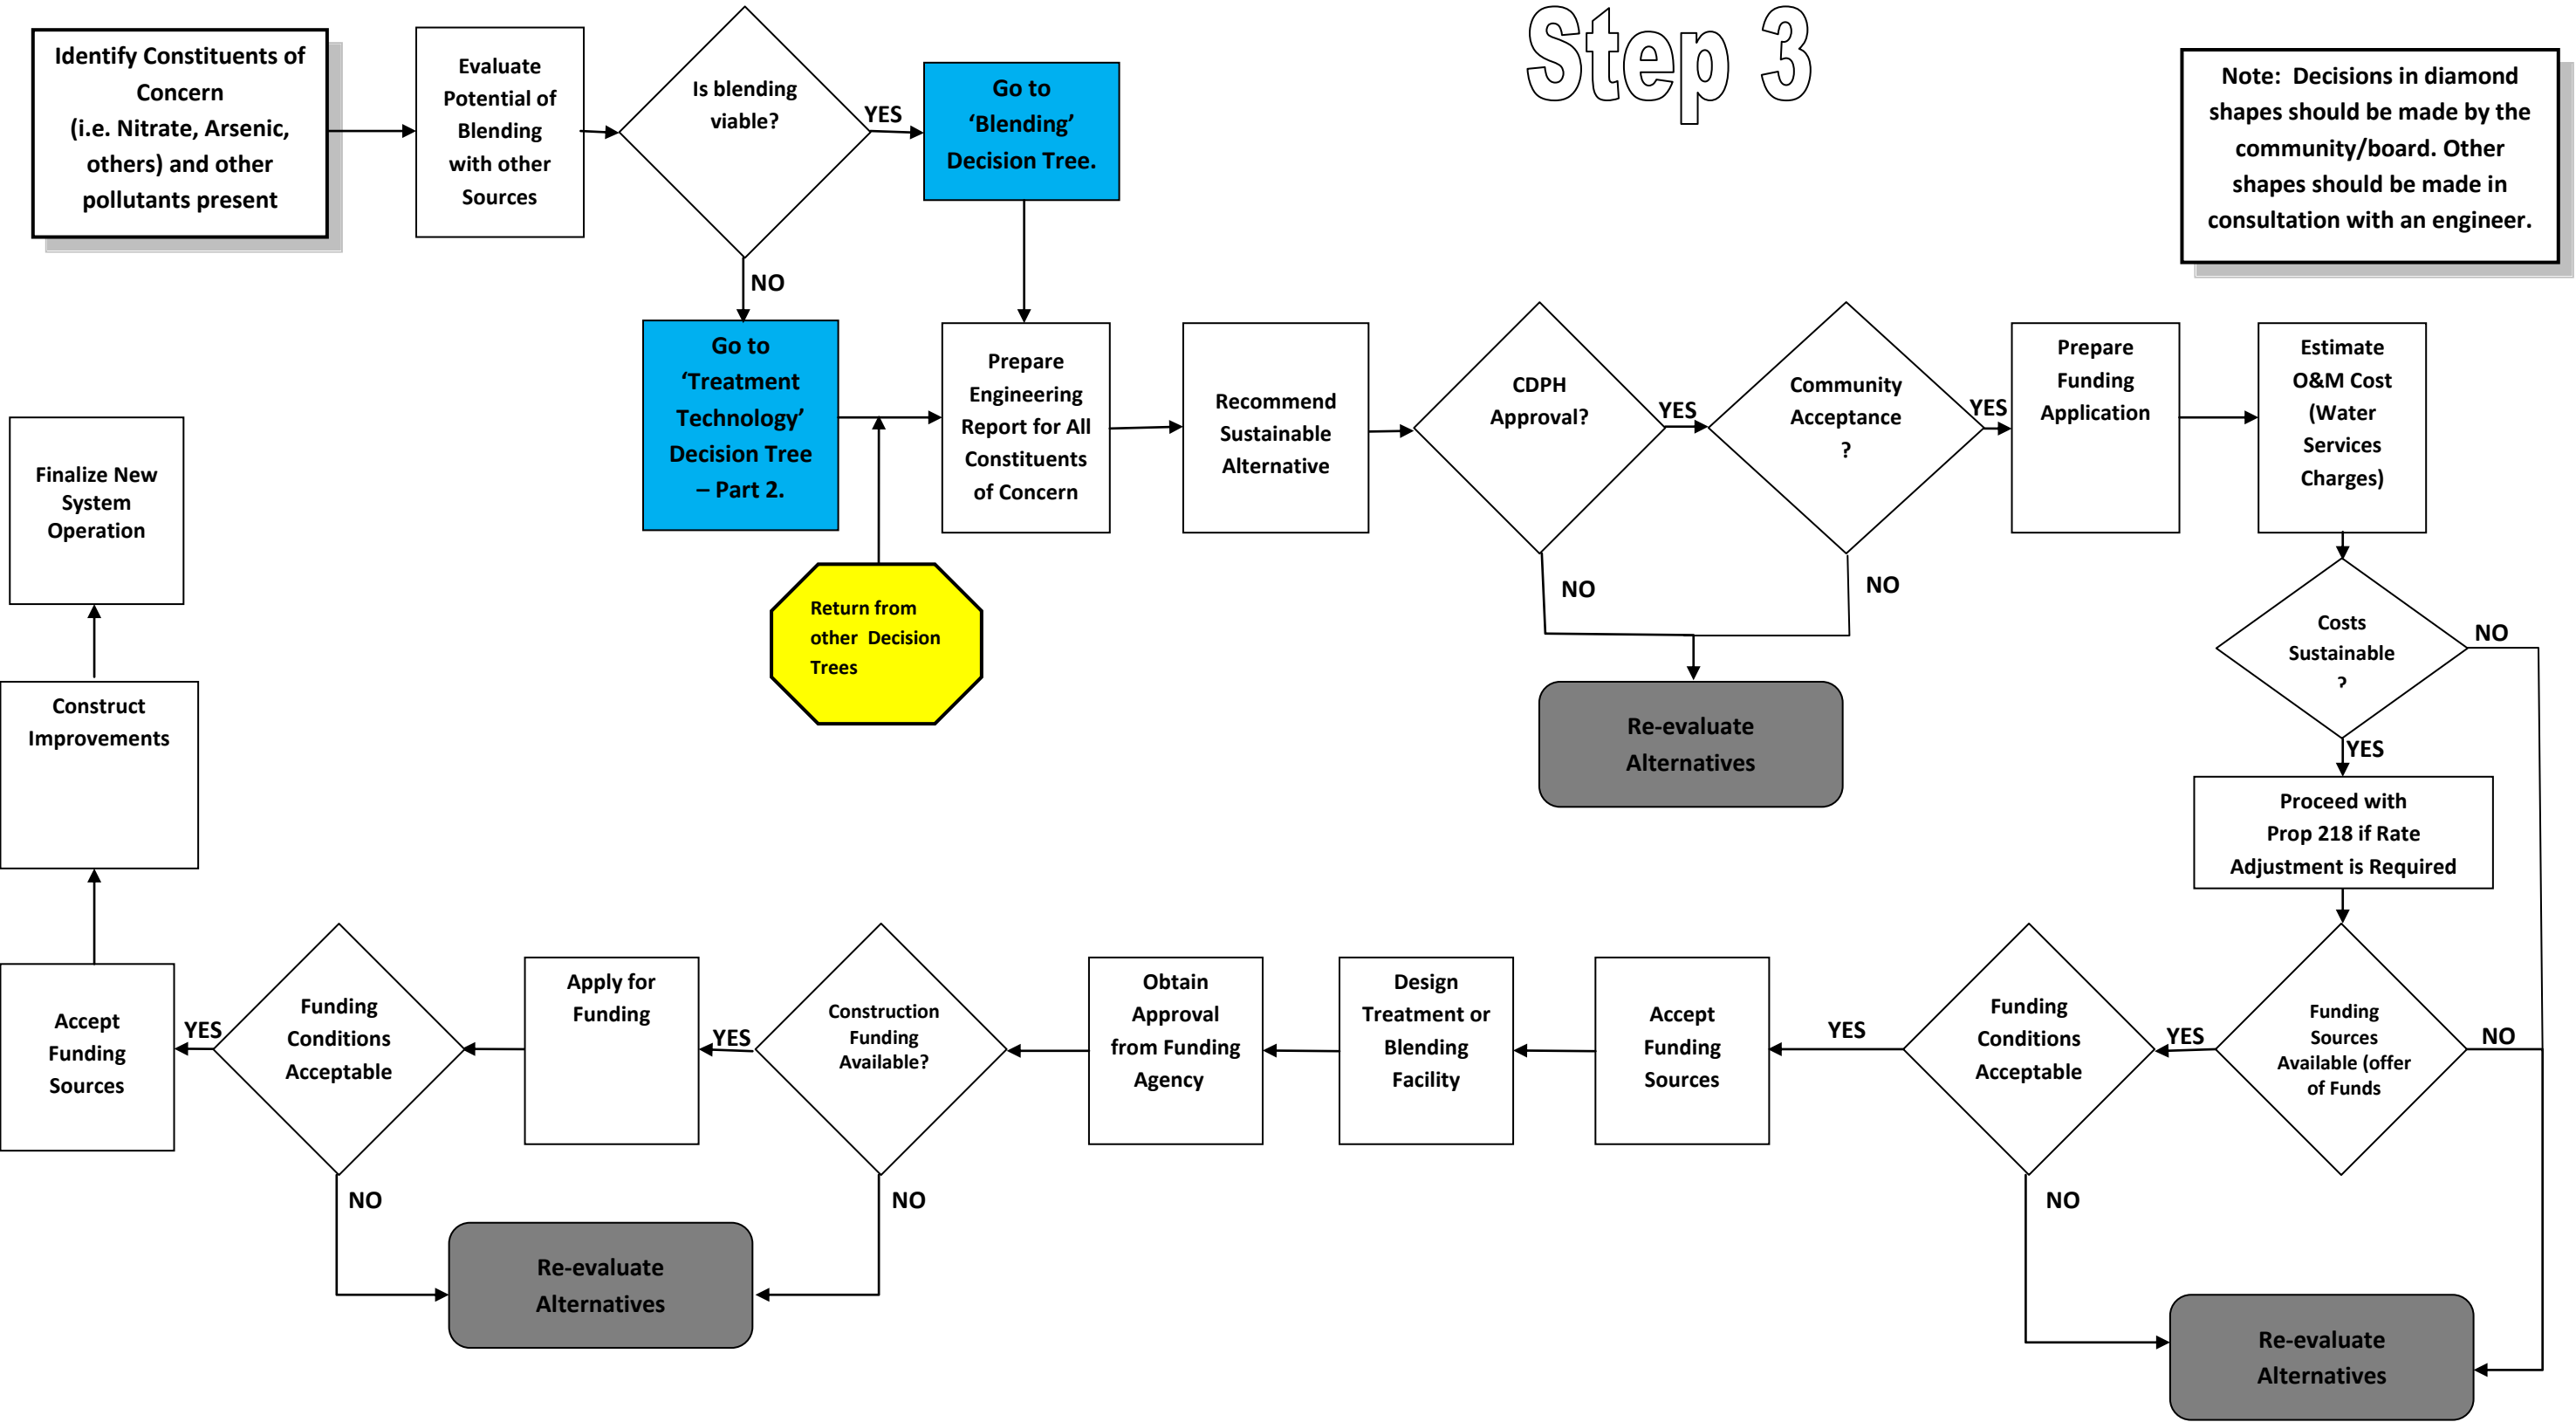 Step 3
Identify Constituents of
Concern
(i.e. Nitrate, Arsenic,
others) and other
pollutants present
Evaluate
Potential of
Blending
with other
Sources
Is blending
viable?
YES
Go to
‘Blending’
Decision Tree.
Note:  Decisions in diamond
shapes should be made by the
community/board. Other
shapes should be made in
consultation with an engineer.
NO
Go to
‘Treatment
Technology’
Decision Tree
– Part 2.
Return from
other  Decision
Trees
Prepare
Engineering
Report for All
Constituents
of Concern
Recommend
Sustainable
Alternative
CDPH
Approval?
YES
NO
Community
Acceptance
?
YES
NO
Re-evaluate
Alternatives
Prepare
Funding
Application
Estimate
O&M Cost
(Water
Services
Charges)
Costs
Sustainable
?
NO
YES
Proceed with
Prop 218 if Rate
Adjustment is Required
Funding
Sources
Available (offer
of Funds
NO
YES
Funding
Conditions
Acceptable
NO
Re-evaluate
Alternatives
YES
Accept
Funding
Sources
Design
Treatment or
Blending
Facility
Obtain
Approval
from Funding
Agency
Construction
Funding
Available?
NO
YES
Apply for
Funding
Funding
Conditions
Acceptable
NO
Re-evaluate
Alternatives
YES
Accept
Funding
Sources
Construct
Improvements
Finalize New
System
Operation